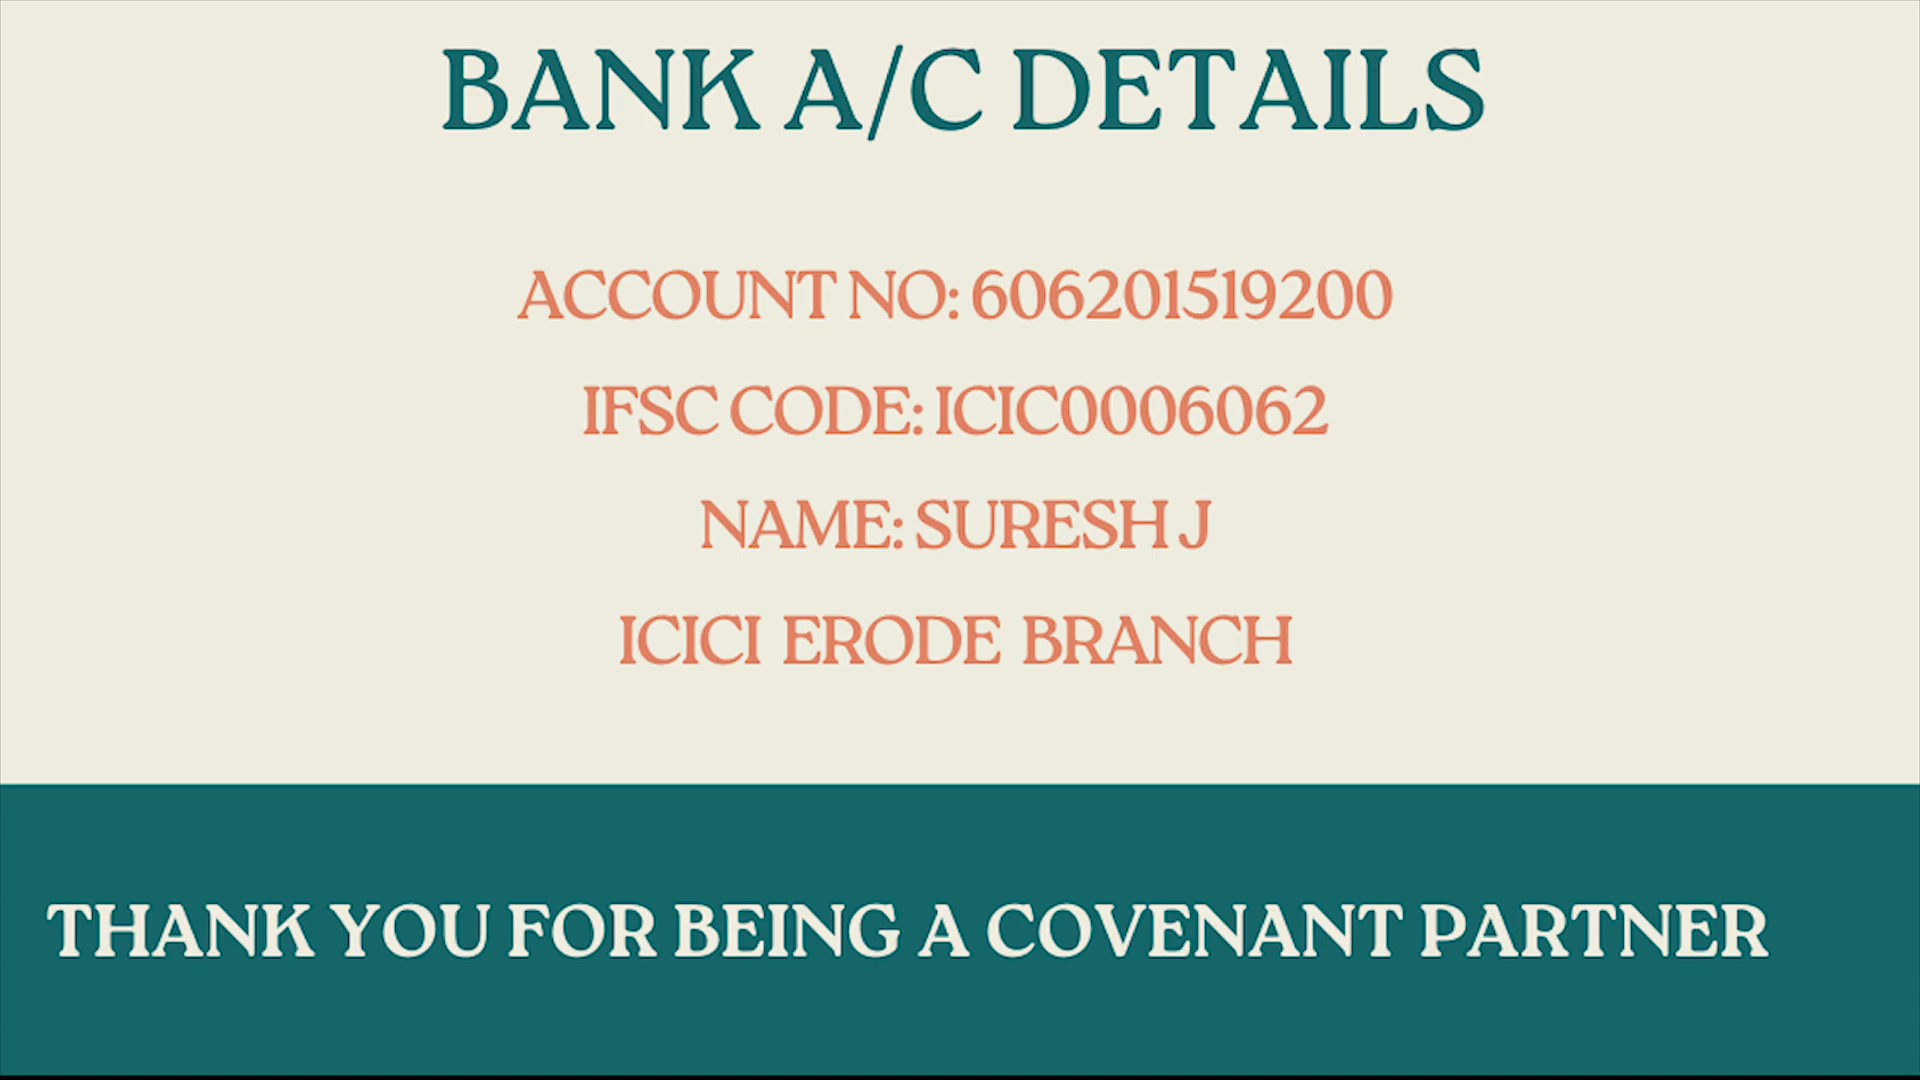 BANK A/C DETAILS
ACCOUNT NO: 606201519200
IFSC CODE: ICIC0006062
NAME: SURESH J
ICICI ERODE BRANCH
THANK YOU FOR BEING A COVENANT PARTNER